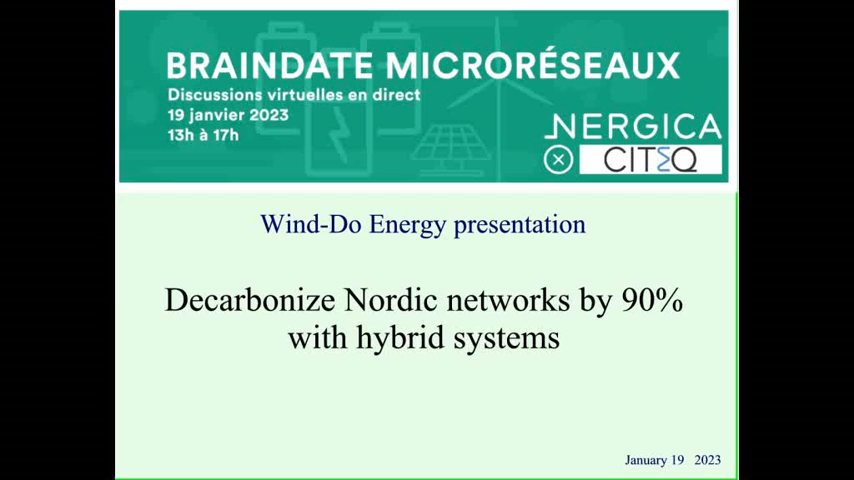 BRAINDATE MICRORÉSEAUX
Discussions virtuelles en direct
19 janvier 2023
13h à 17h
NERGICA
CITEQ
Wind-Do Energy presentation
Decarbonize Nordic networks by 90%
with hybrid systems
January 19 2023